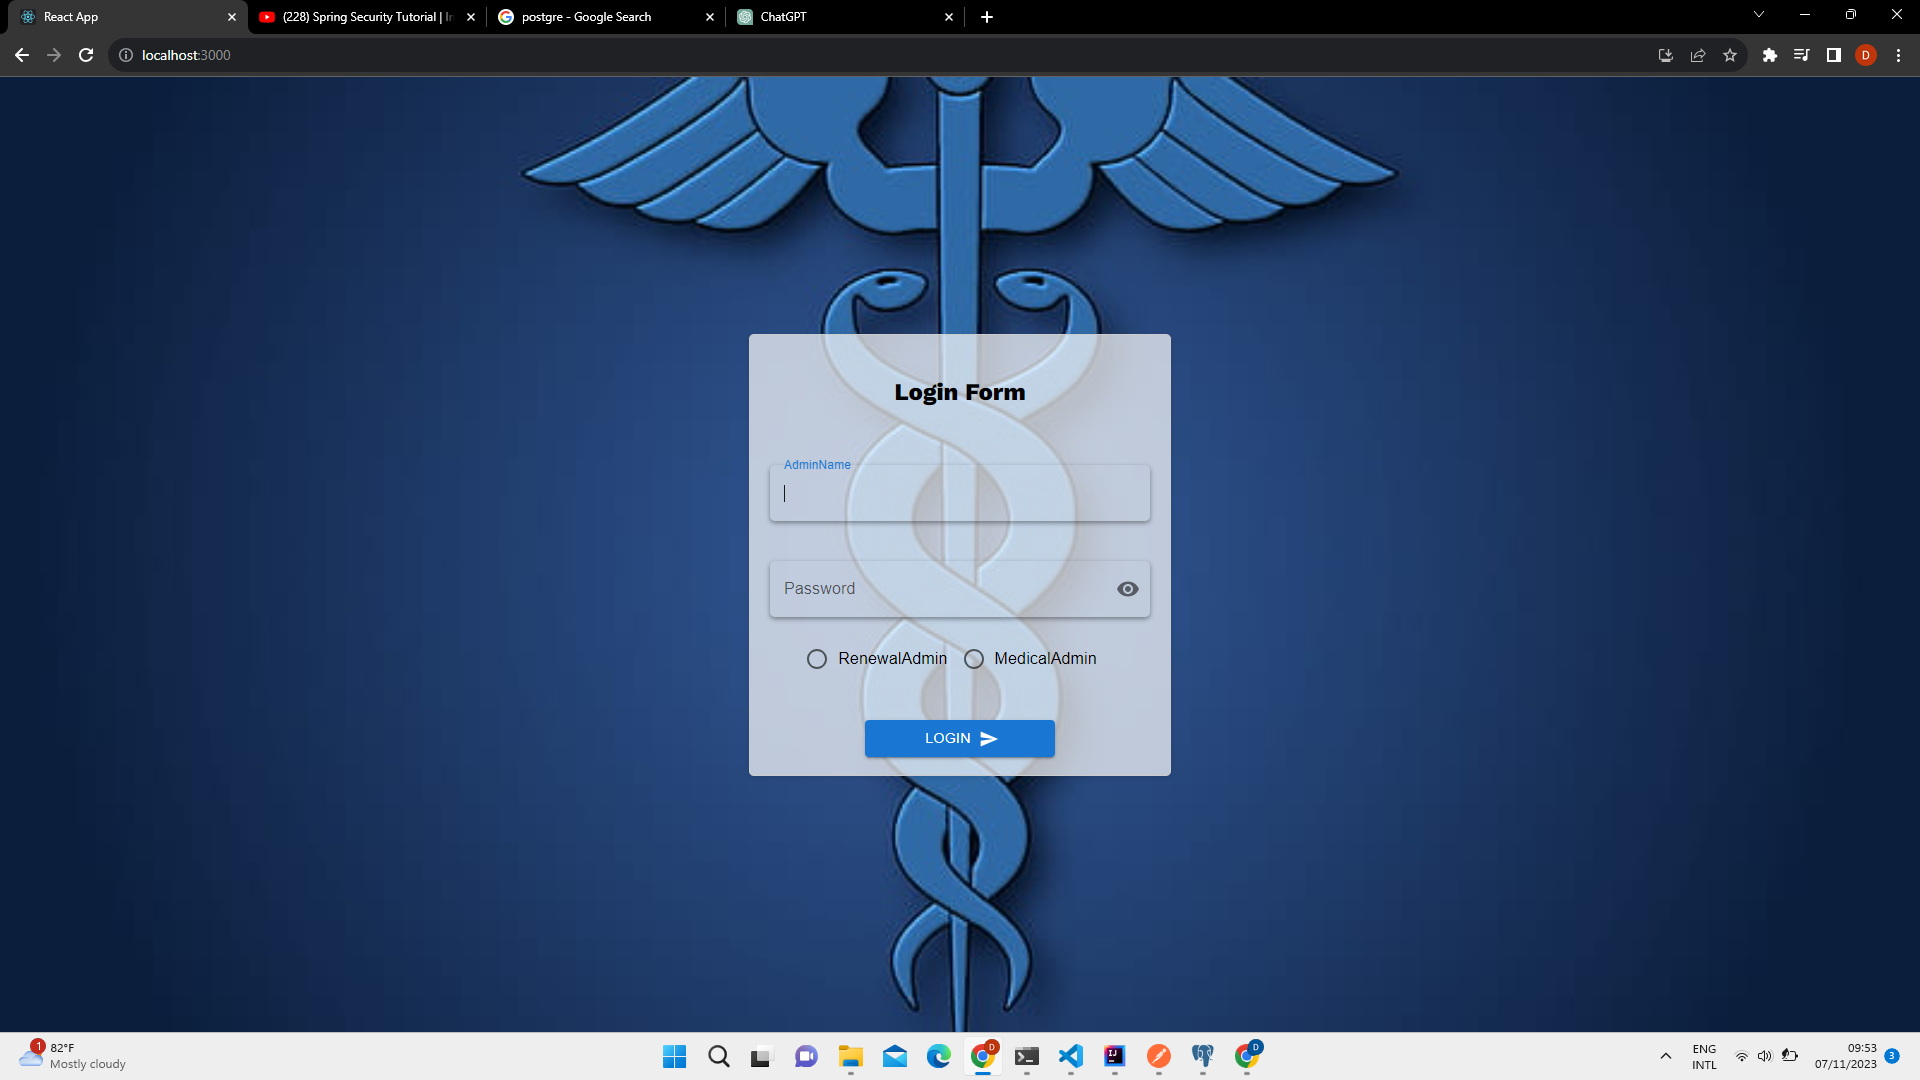 React App
(228) Spring Security Tutorial |
postgre - Google Search
ChatGPT
localhost:3000
D
Login Form
AdminName
Password
RenewalAdmin
MedicalAdmin
LOGIN
1
82°F
Mostly cloudy
D
IJ
D
ENG
INTL
09:53
07/11/2023
3